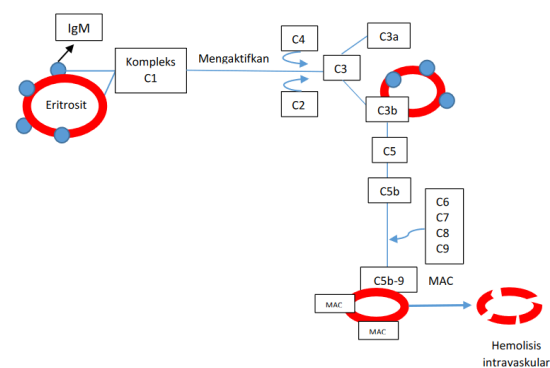 IgM
Eritrosit
Kompleks
C1
Mengaktifkan
C4
C2
C3
C3a
C3b
C5
C5b
C6
C7
C8
C9
C5b-9
MAC
MAC
MAC
Hemolisis
intravaskular